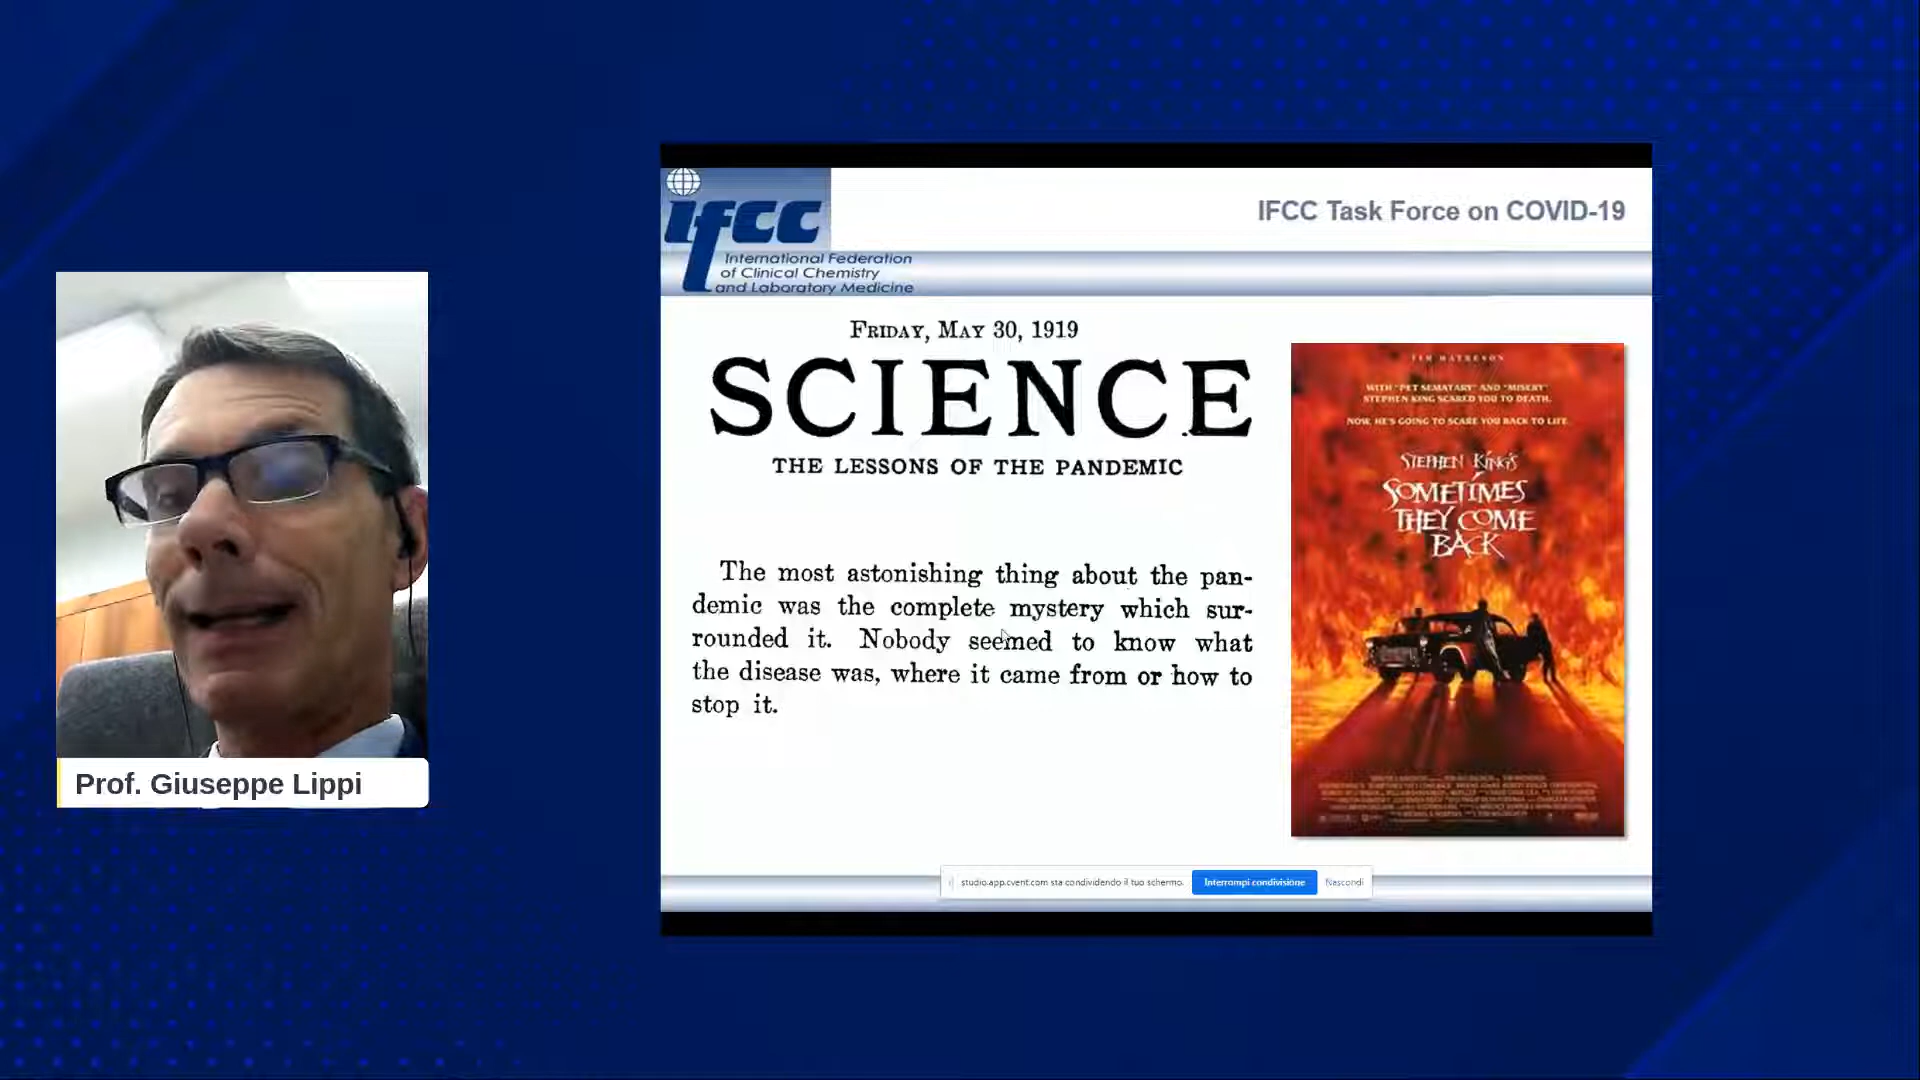 Prof. Giuseppe Lippi
ifcc
International Federation
of Clinical Chemistry
and Laboratory Medicine
IFCC Task Force on COVID-19
FRIDAY, MAY 30, 1919
SCIENCE
THE LESSONS OF THE PANDEMIC
The most astonishing thing about the pan-
demic was the complete mystery which sur-
rounded it. Nobody seemed to know what
the disease was, where it came from or how to
stop it.
TIM MATHESON
WITH "PET SEMATARY" AND "MISERY"
STEPHEN KING SCARED YOU TO DEATH.
NOW, HE'S GOING TO SCARE YOU BACK TO LIFE.
STEPHEN KING'S
SOMETIMES
THEY COME
BACK
studio.app.cvent.com sta condividendo il tuo schermo.
Interrompi condivisione
Nascondi